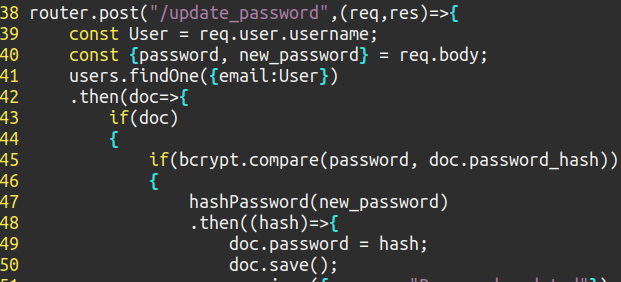 38 router.post("/update_password",(req,res)=>{
39 const User = req.user.username;
40 const {password, new_password} = req.body;
41 users.findOne({email:User})
42 .then(doc=>{
43 if(doc)
44 {
45 if(bcrypt.compare(password, doc.password_hash))
46 {
47 hashPassword(new_password)
48 .then((hash)=>{
49 doc.password = hash;
50 doc.save();